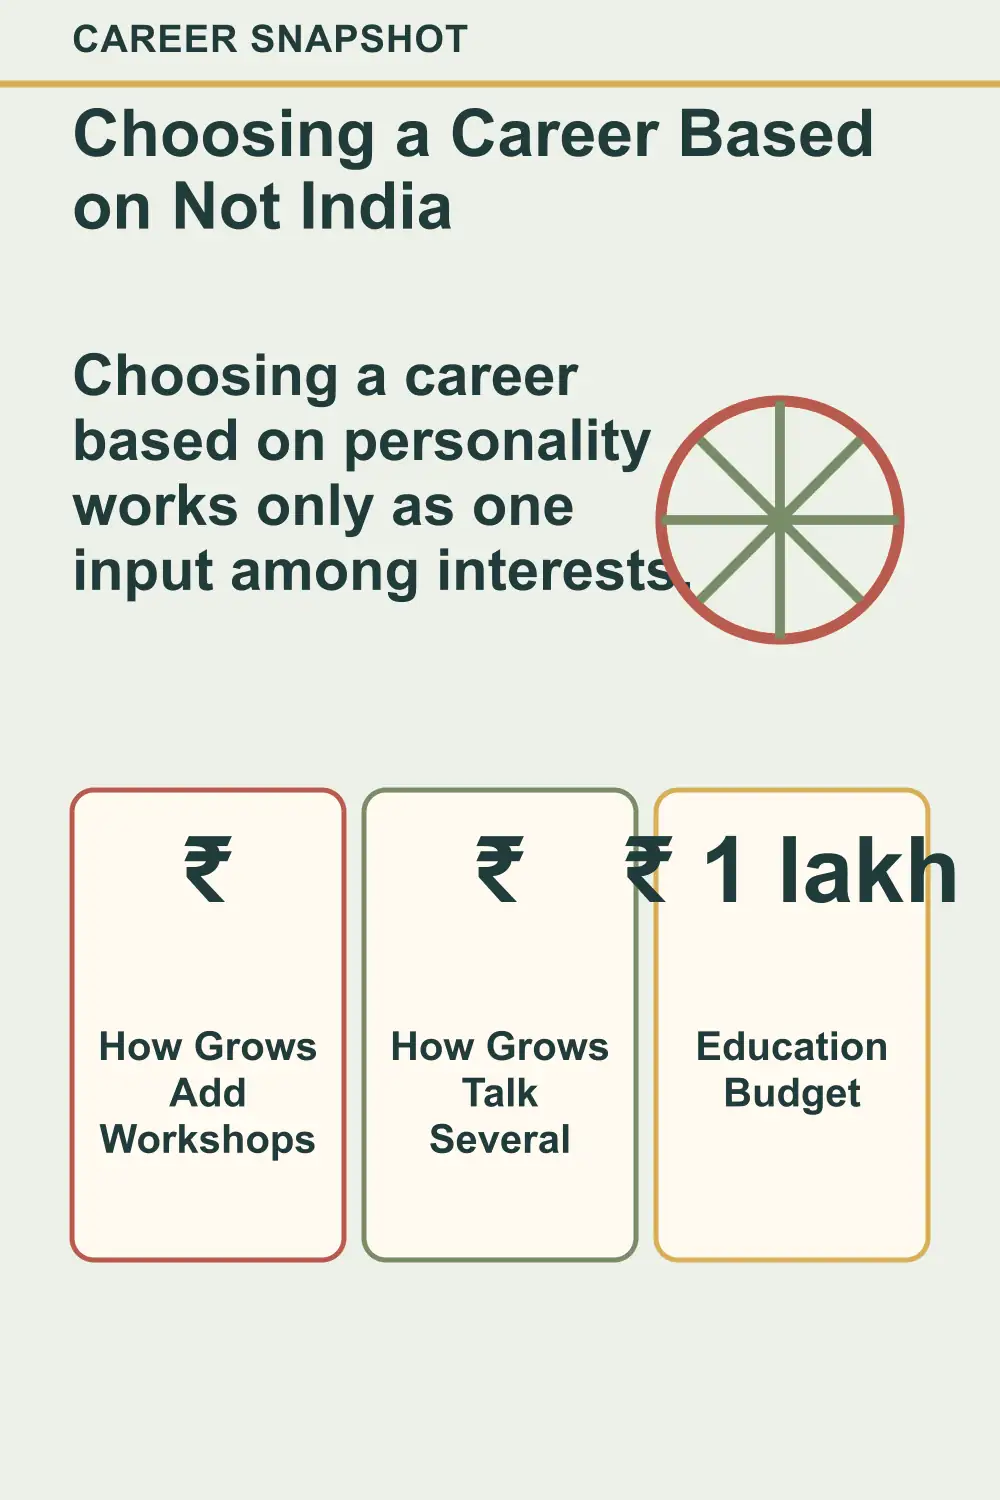 CAREER SNAPSHOT
Choosing a Career Based
on Not India
Choosing a career
based on personality
works only as one
input among interests.
₹
How Grows
Add
Workshops
₹
How Grows
Talk
Several
₹ 1 lakh
Education
Budget